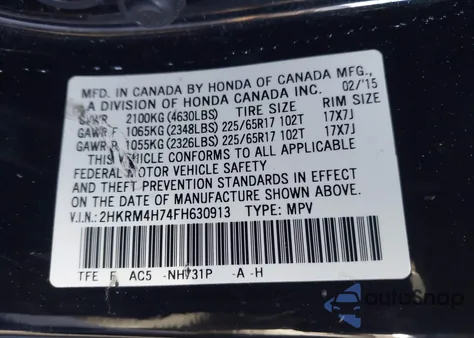 MFD. IN CANADA BY HONDA OF CANADA MFG.,
A DIVISION OF HONDA CANADA INC. 02/'15
GVWR 2100KG (4630LBS) TIRE SIZE RIM SIZE
GAWR F 1065KG (2348LBS) 225/65R17 102T 17X7J
GAWR R 1055KG (2326LBS) 225/65R17 102T 17X7J
THIS VEHICLE CONFORMS TO ALL APPLICABLE
FEDERAL MOTOR VEHICLE SAFETY
AND THEFT PREVENTION STANDARDS IN EFFECT
ON THE DATE OF MANUFACTURE SHOWN ABOVE.
V.I.N.: 2HKRM4H74FH630913 TYPE: MPV
TFE F AC5 -NH731P -A -H
autoSnap